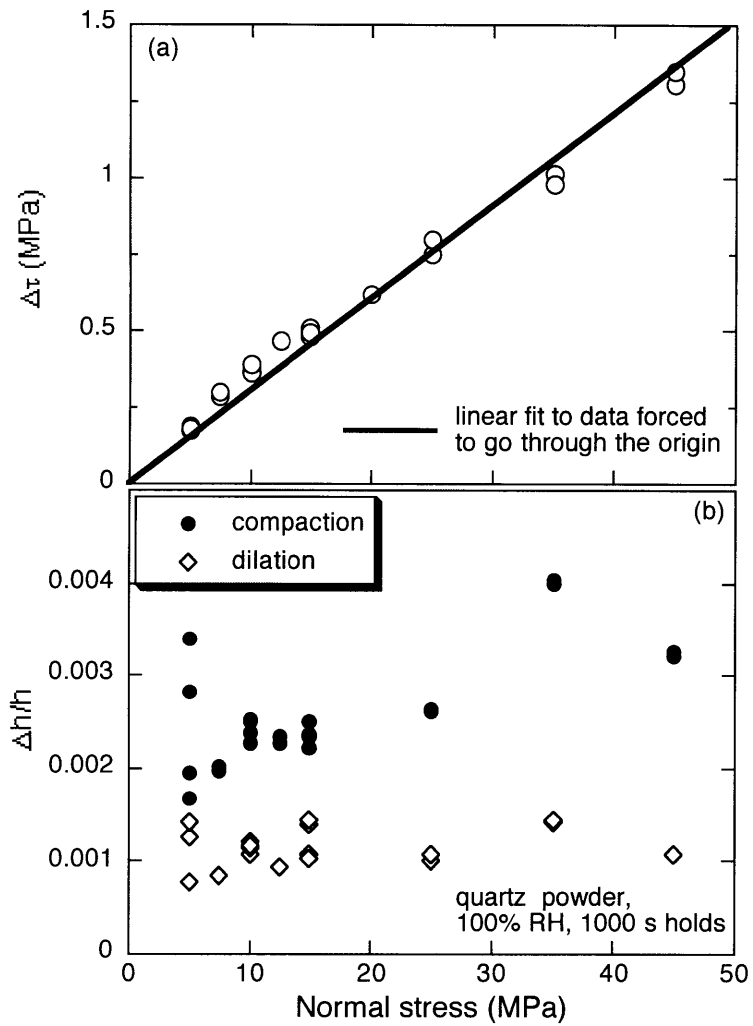 (a)
1.5
1
0.5
0
Δτ (MPa)
linear fit to data forced
to go through the origin
(b)
compaction
dilation
0.004
0.003
0.002
0.001
0
Δh/h
quartz powder,
100% RH, 1000 s holds
0 10 20 30 40 50
Normal stress (MPa)